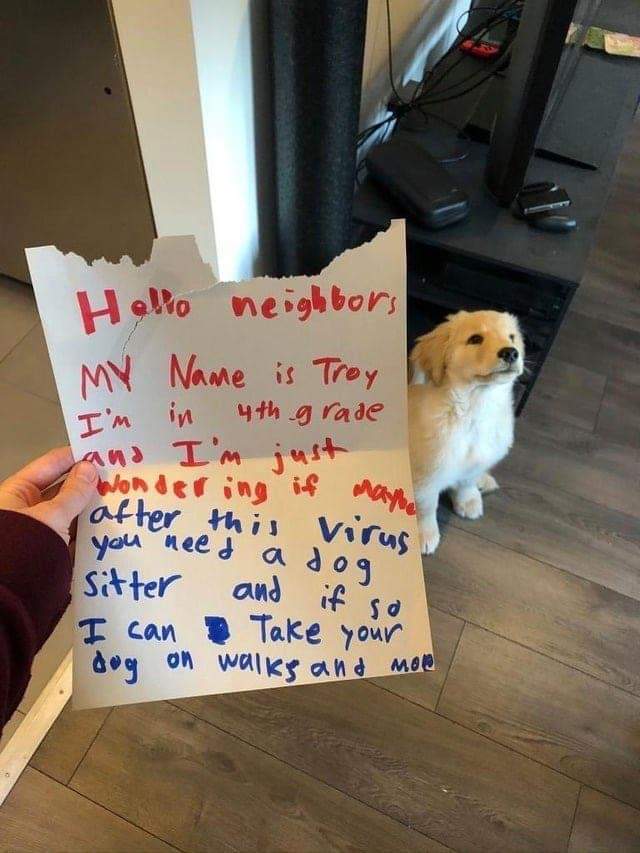 Hello neighbors
MY Name is Troy
I'm in 4th grade
and I'm just
wondering if Maybe
after this Virus
you need a dog
Sitter and if so
I can Take your
dog on walks and